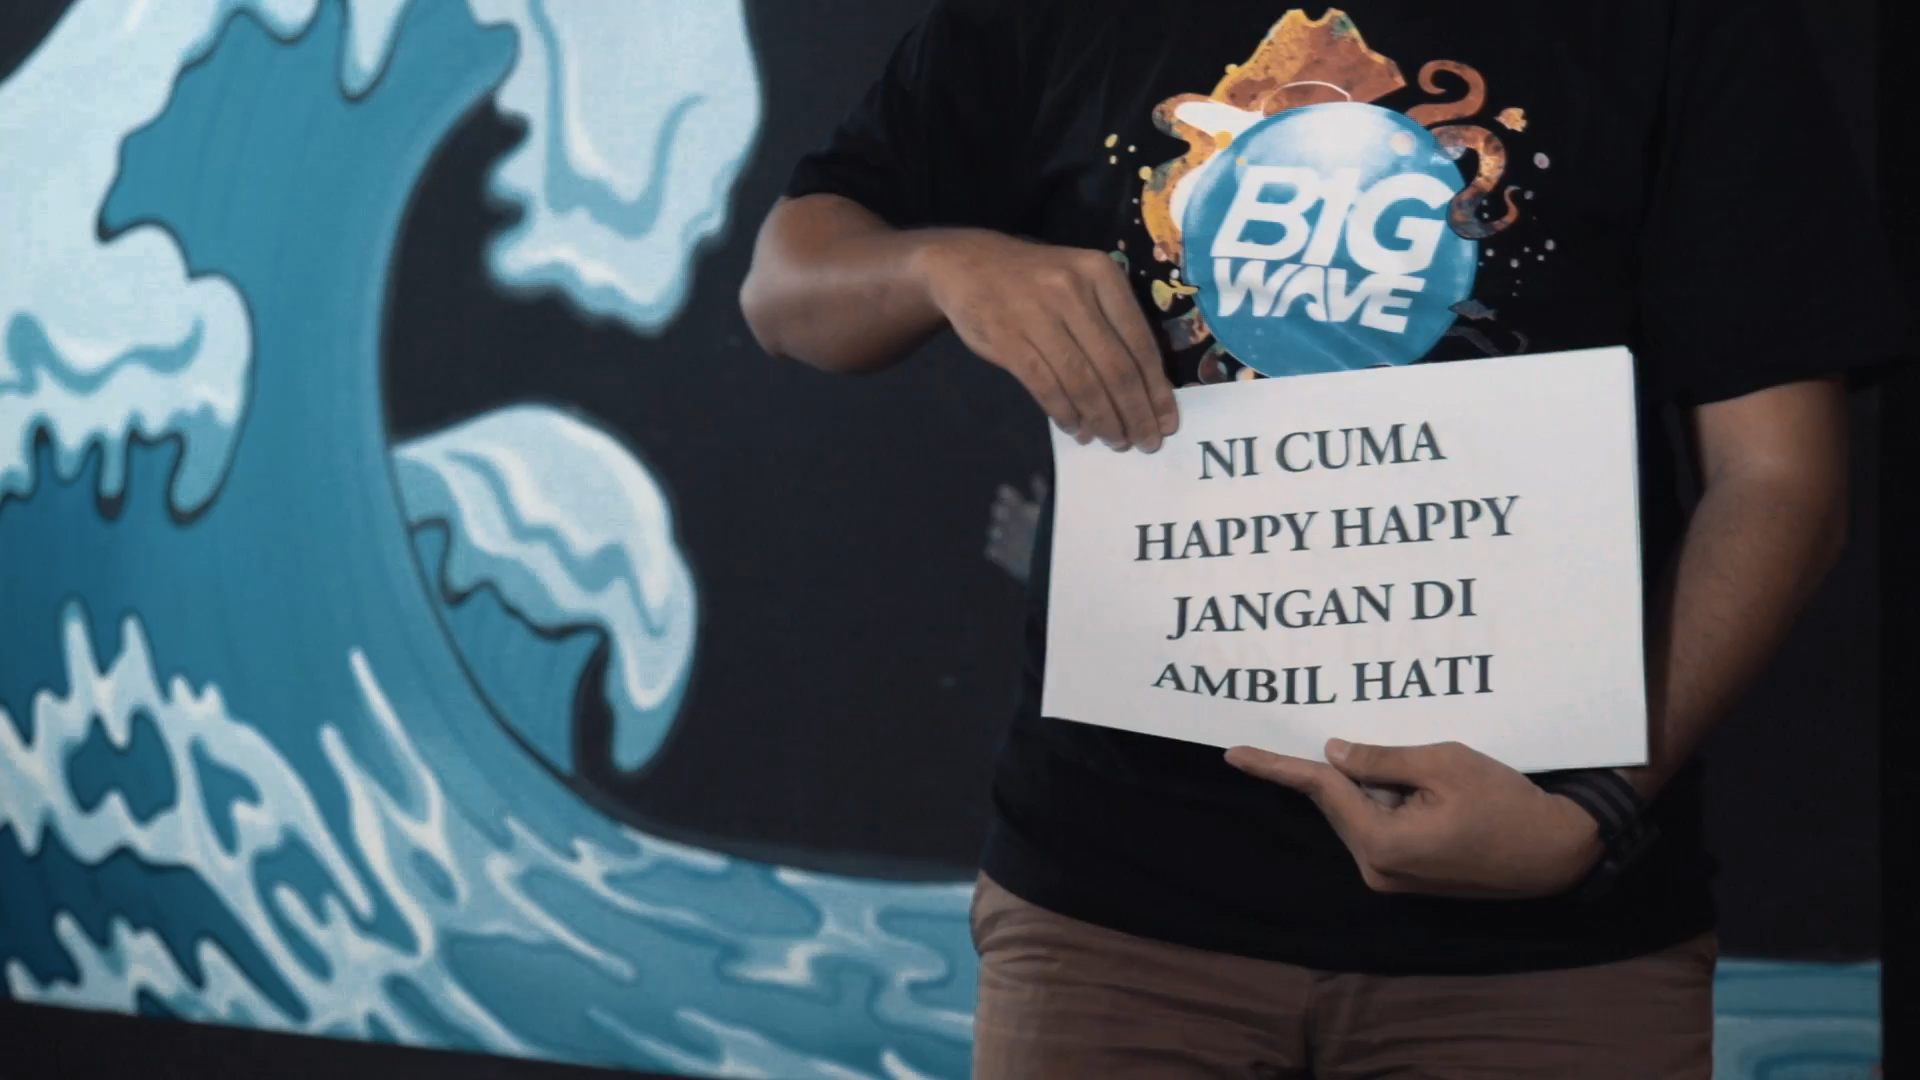 BIG
WAVE
NI CUMA
HAPPY HAPPY
JANGAN DI
AMBIL HATI